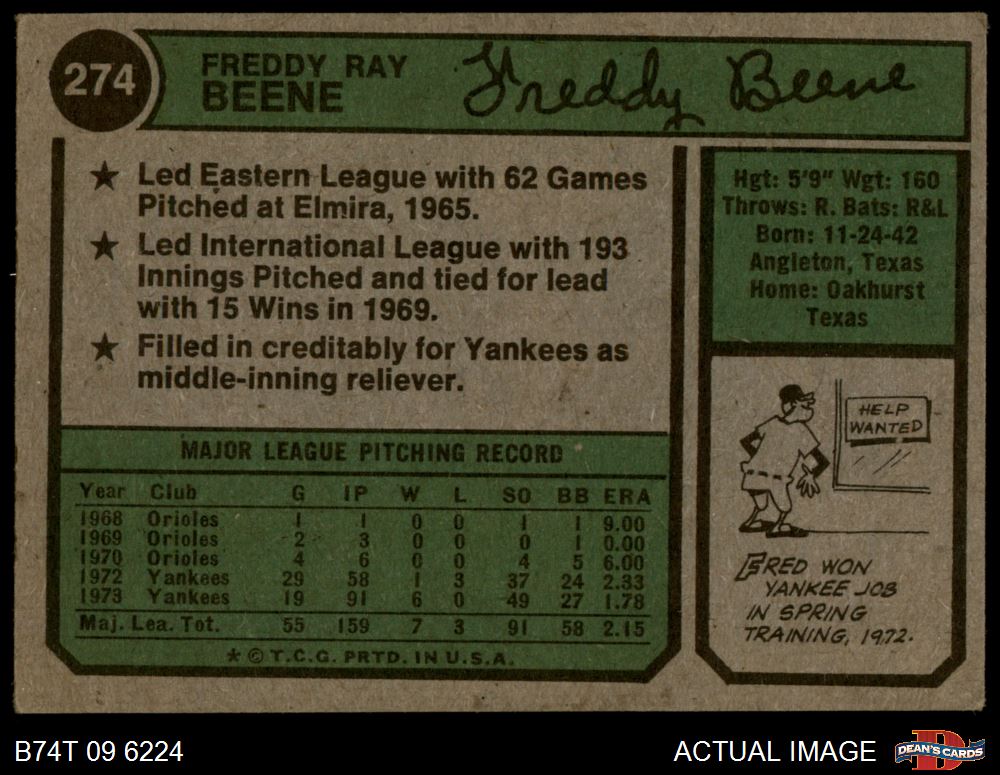 274
FREDDY RAY
BEENE
Freddy Beene
★ Led Eastern League with 62 Games
Pitched at Elmira, 1965.
★ Led International League with 193
Innings Pitched and tied for lead
with 15 Wins in 1969.
★ Filled in creditably for Yankees as
middle-inning reliever.
Hgt: 5'9" Wgt: 160
Throws: R. Bats: R&L
Born: 11-24-42
Angleton, Texas
Home: Oakhurst
Texas
HELP
WANTED
FRED WON
YANKEE JOB
IN SPRING
TRAINING, 1972.
MAJOR LEAGUE PITCHING RECORD
Year Club G IP W L SO BB ERA
1968 Orioles 1 1 0 0 1 1 9.00
1969 Orioles 2 3 0 0 0 1 0.00
1970 Orioles 4 6 0 0 4 5 6.00
1972 Yankees 29 58 1 3 37 24 2.33
1973 Yankees 19 91 6 0 49 27 1.78
Maj. Lea. Tot. 55 159 7 3 91 58 2.15
★ © T.C.G. PRTD. IN U.S.A.
B74T 09 6224
ACTUAL IMAGE
D
DEAN'S CARDS